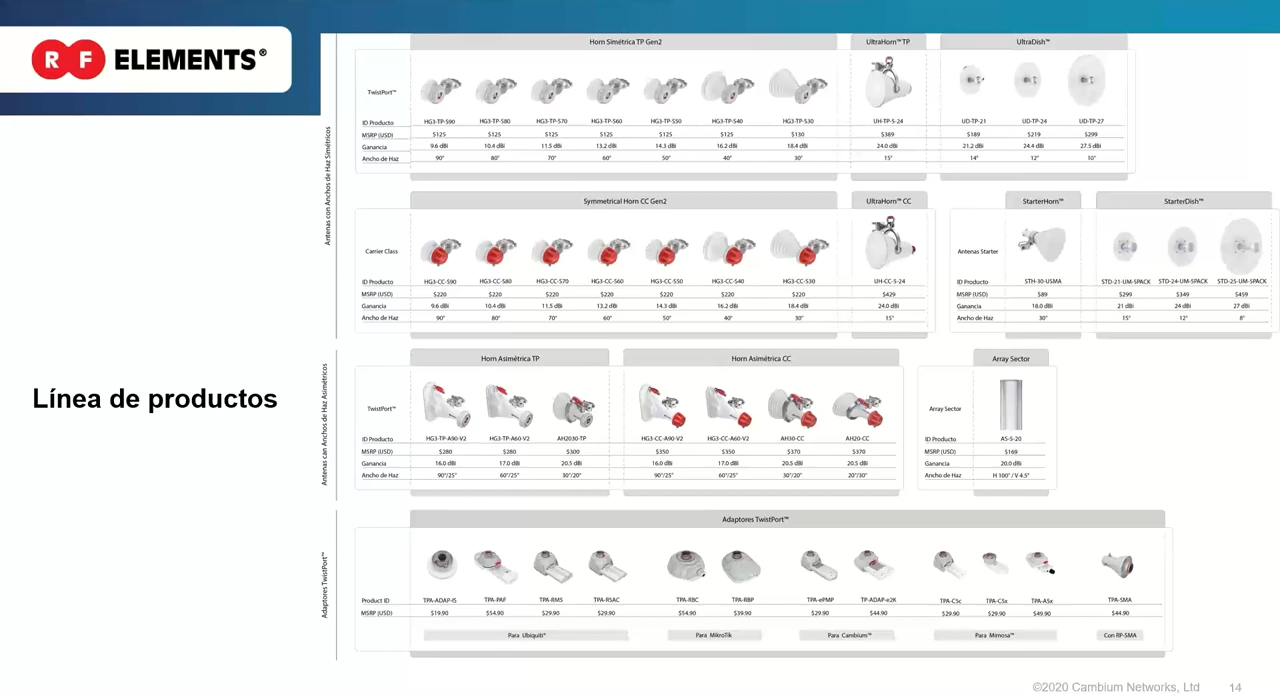 RF ELEMENTS®
Línea de productos
Antenas con Anchos de Haz Simétricos
Horn Simétrica TP Gen2
UltraHorn™ TP
UltraDish™
TwistPort™
ID Producto HG3-TP-S90 HG3-TP-S80 HG3-TP-S70 HG3-TP-S60 HG3-TP-S50 HG3-TP-S40 HG3-TP-S30 UH-TP-5-24 UD-TP-21 UD-TP-24 UD-TP-27
MSRP (USD) $125 $125 $125 $125 $125 $125 $130 $389 $189 $219 $299
Ganancia 9.6 dBi 10.4 dBi 11.5 dBi 13.2 dBi 14.3 dBi 16.2 dBi 18.4 dBi 24.0 dBi 21.2 dBi 24.4 dBi 27.5 dBi
Ancho de Haz 90° 80° 70° 60° 50° 40° 30° 15° 14° 12° 10°
Symmetrical Horn CC Gen2
UltraHorn™ CC
StarterHorn™
StarterDish™
Carrier Class
Antenas Starter
ID Producto HG3-CC-S90 HG3-CC-S80 HG3-CC-S70 HG3-CC-S60 HG3-CC-S50 HG3-CC-S40 HG3-CC-S30 UH-CC-5-24
MSRP (USD) $220 $220 $220 $220 $220 $220 $220 $429
Ganancia 9.6 dBi 10.4 dBi 11.5 dBi 13.2 dBi 14.3 dBi 16.2 dBi 18.4 dBi 24.0 dBi
Ancho de Haz 90° 80° 70° 60° 50° 40° 30° 15°
ID Producto STH-30-USMA STD-21-UM-5PACK STD-24-UM-5PACK STD-25-UM-5PACK
MSRP (USD) $89 $299 $349 $459
Ganancia 18.0 dBi 21 dBi 24 dBi 27 dBi
Ancho de Haz 30° 15° 12° 8°
Antenas can Anchos de Haz Asimétricos
Horn Asimétrica TP
Horn Asimétrica CC
Array Sector
TwistPort™
Array Sector
ID Producto HG3-TP-A90-V2 HG3-TP-A60-V2 AH2030-TP HG3-CC-A90-V2 HG3-CC-A60-V2 AH30-CC AH20-CC
MSRP (USD) $280 $280 $300 $350 $350 $370 $370
Ganancia 16.0 dBi 17.0 dBi 20.5 dBi 16.0 dBi 17.0 dBi 20.5 dBi 20.5 dBi
Ancho de Haz 90°/25° 60°/25° 30°/20° 90°/25° 60°/25° 30°/20° 20°/30°
ID Producto AS-5-20
MSRP (USD) $169
Ganancia 20.0 dBi
Ancho de Haz H 100° / V 4.5°
Adaptores TwistPort™
Adaptores TwistPort™
Product ID TPA-ADAP-IS TPA-PAF TPA-RMS TPA-R5AC TPA-RBC TPA-RBP TPA-ePMP TP-ADAP-e2K TPA-C5c TPA-C5x TPA-A5x TPA-SMA
MSRP (USD) $19.90 $54.90 $29.90 $29.90 $54.90 $39.90 $29.90 $44.90 $29.90 $29.90 $49.90 $44.90
Para Ubiquiti® Para MikroTik Para Cambium™ Para Mimosa™ Con RP-SMA
©2020 Cambium Networks, Ltd 14